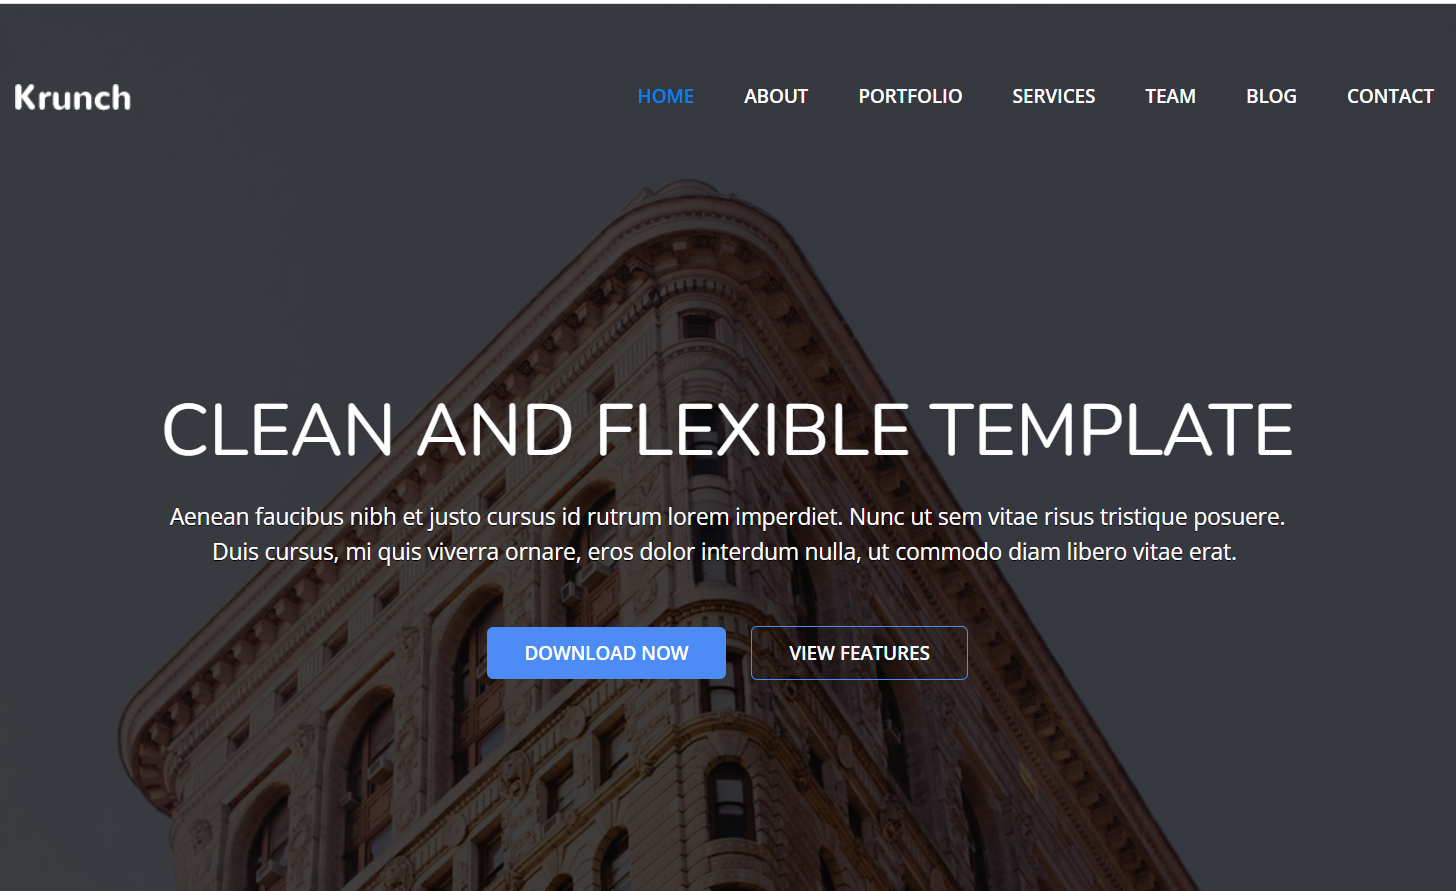 Krunch
HOME ABOUT PORTFOLIO SERVICES TEAM BLOG CONTACT
CLEAN AND FLEXIBLE TEMPLATE
Aenean faucibus nibh et justo cursus id rutrum lorem imperdiet. Nunc ut sem vitae risus tristique posuere.
Duis cursus, mi quis viverra ornare, eros dolor interdum nulla, ut commodo diam libero vitae erat.
DOWNLOAD NOW VIEW FEATURES